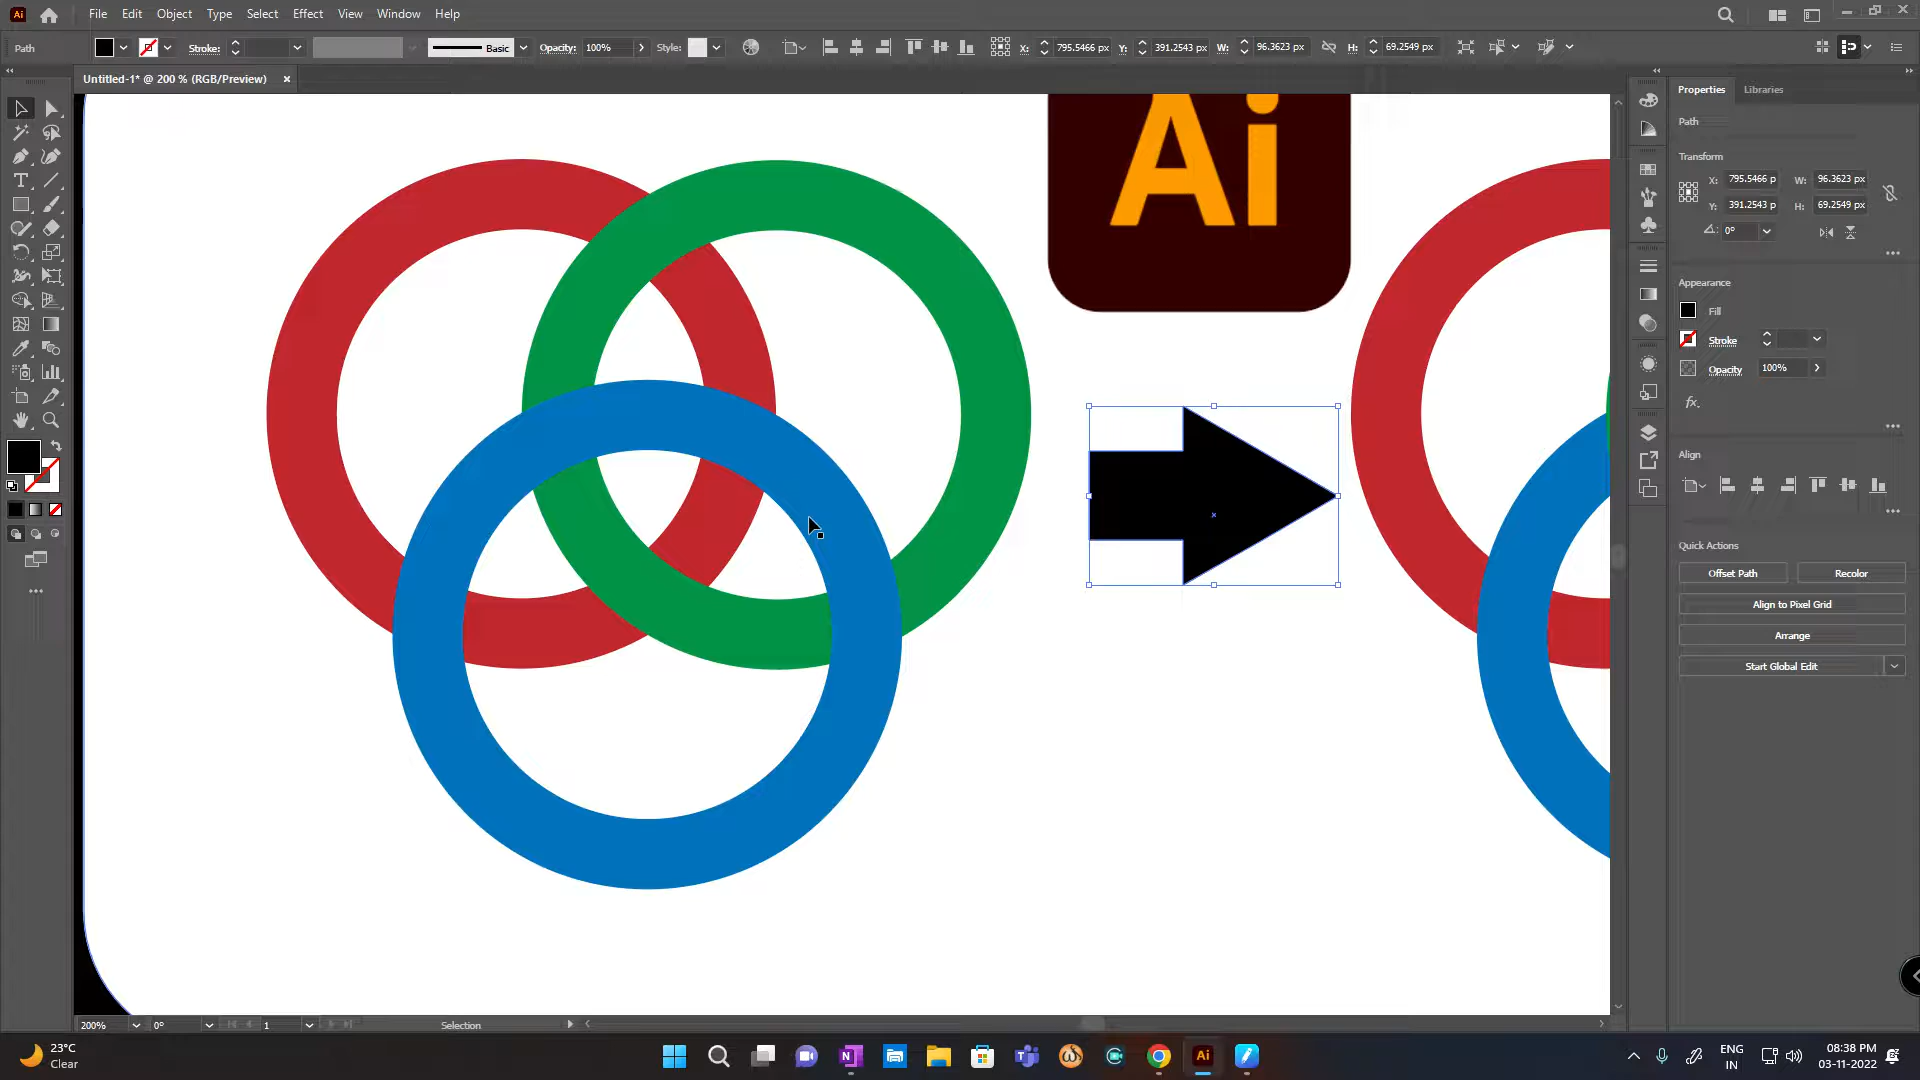 Ai
File Edit Object Type Select Effect View Window Help
Path Stroke: Basic Opacity: 100% Style: X: 795.5466 px Y: 391.2543 px W: 96.3623 px H: 69.2549 px
Untitled-1* @ 200 % (RGB/Preview) ×
Ai
Properties Libraries
Path
Transform
X: 795.5466 p W: 96.3623 px
Y: 391.2543 p H: 69.2549 px
0°
Appearance
Fill
Stroke
Opacity 100%
fx
Align
Quick Actions
Offset Path Recolor
Align to Pixel Grid
Arrange
Start Global Edit
200% 0° 1 Selection
23°C
Clear
Ai
ENG
IN
08:38 PM
03-11-2022